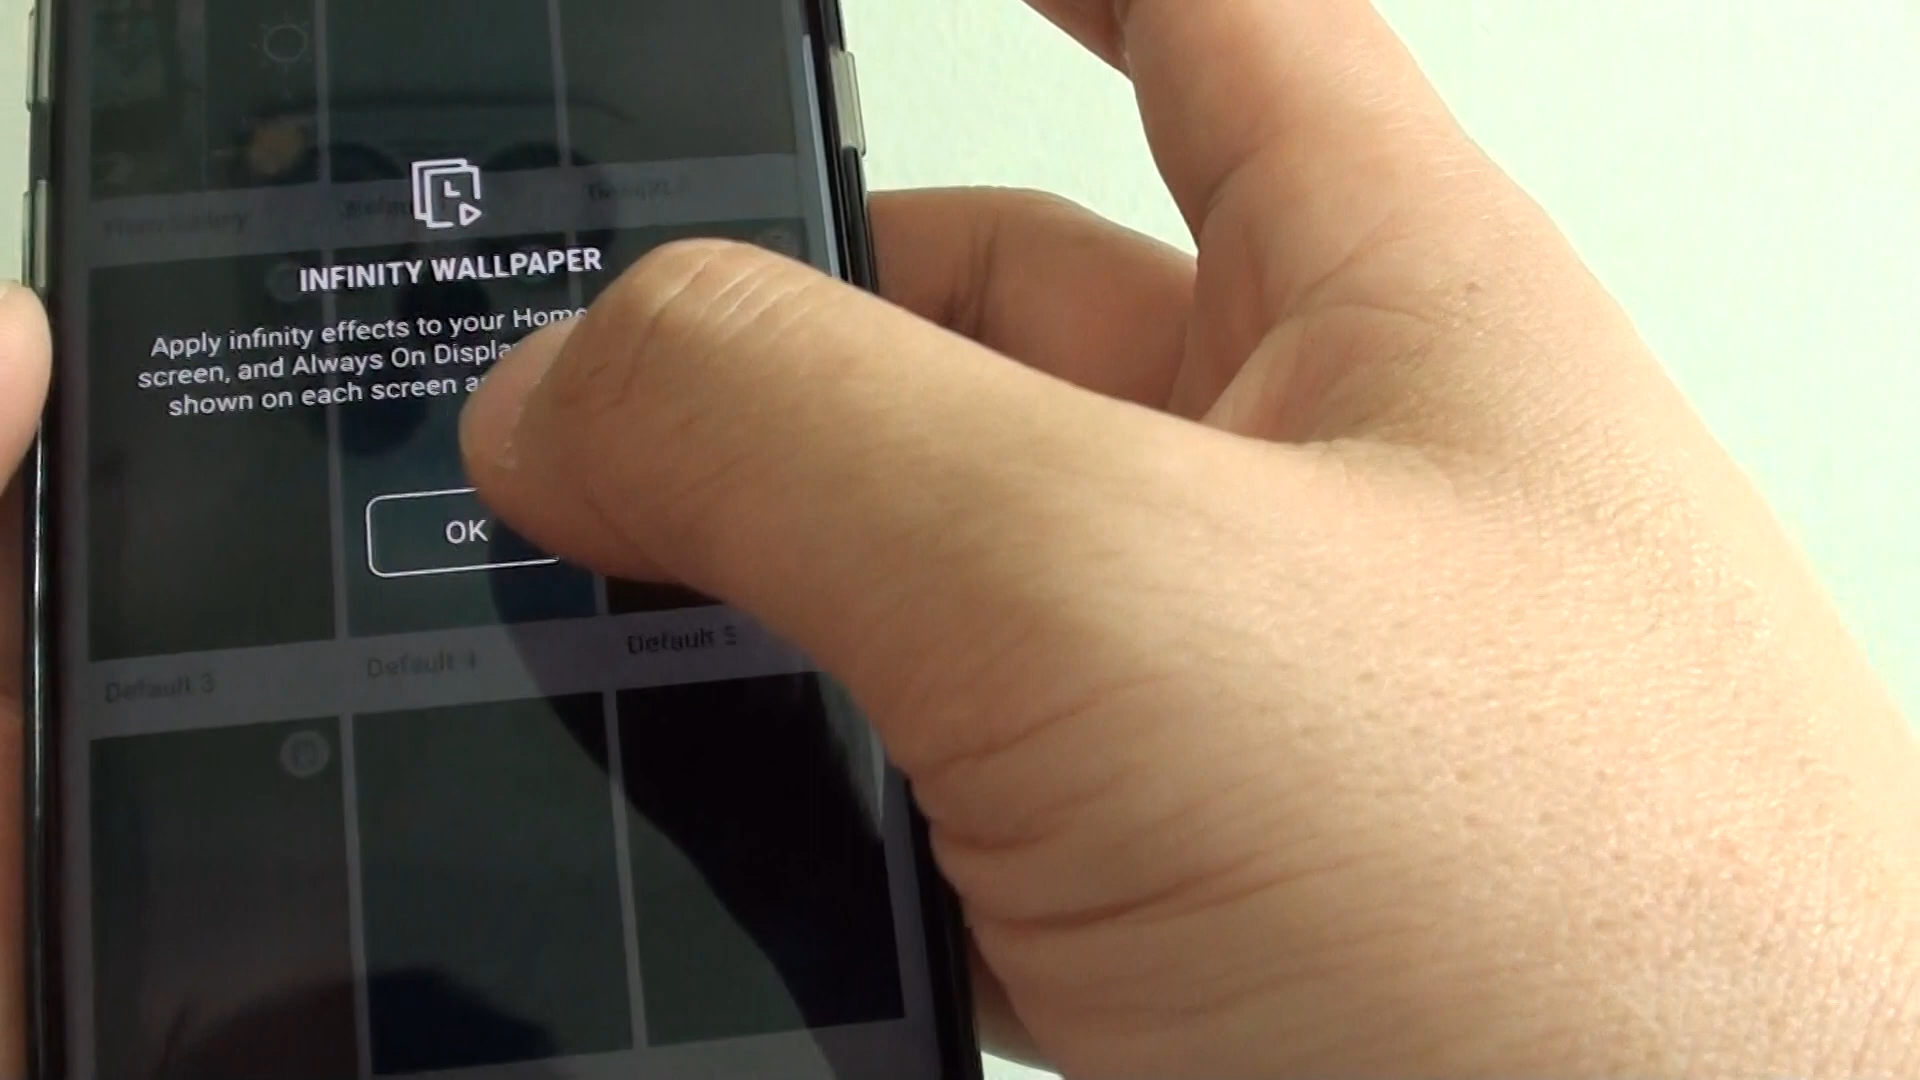 INFINITY WALLPAPER
Apply infinity effects to your Home
screen, and Always On Display
shown on each screen
OK
Default 3
Default 4
Default 5